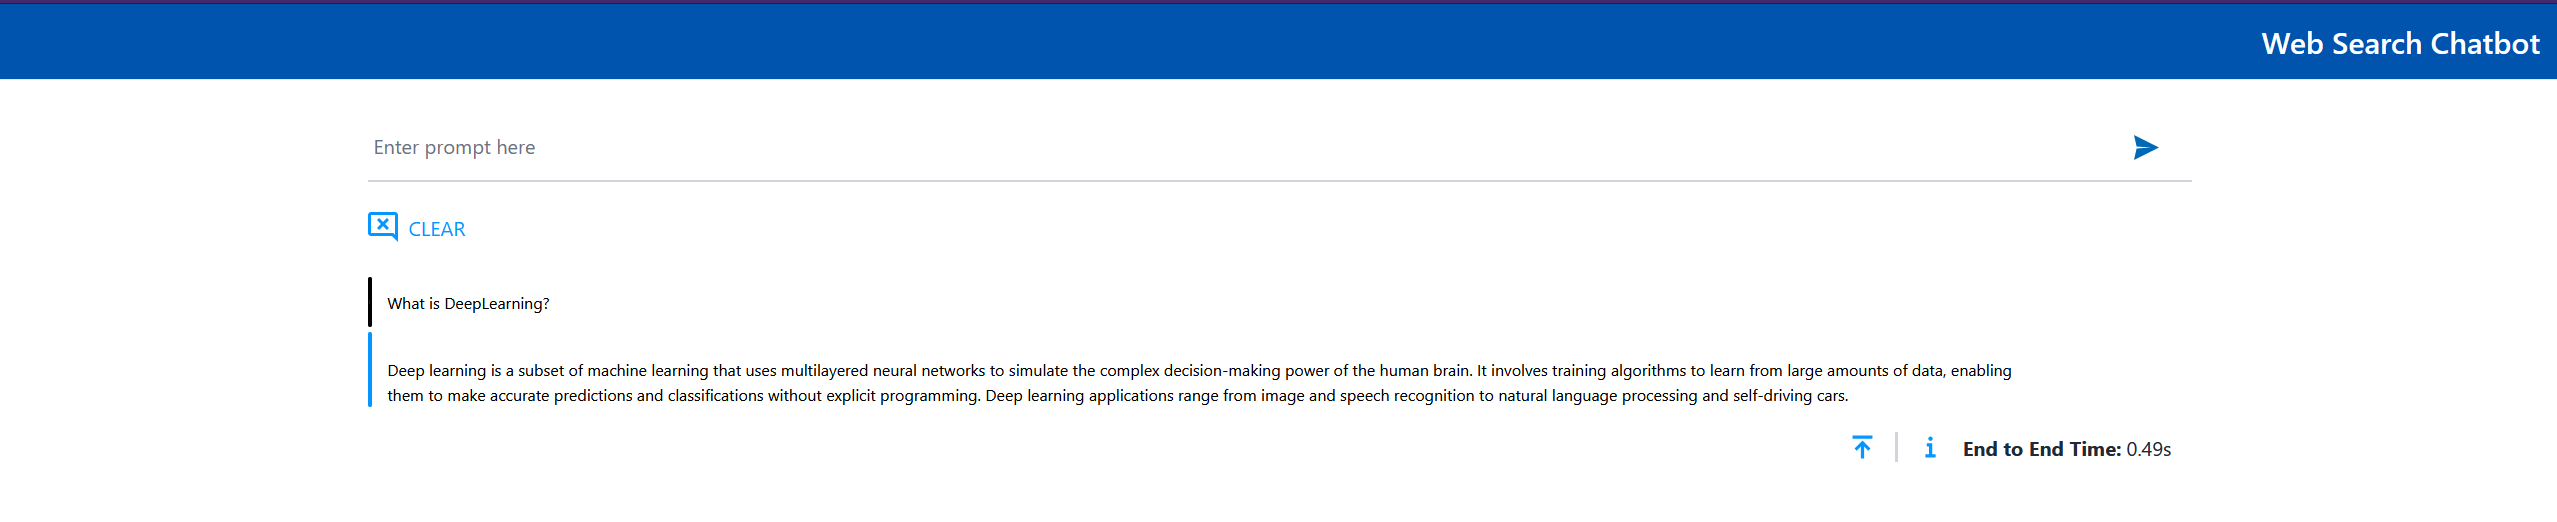 Web Search Chatbot
Enter prompt here
CLEAR
What is DeepLearning?
Deep learning is a subset of machine learning that uses multilayered neural networks to simulate the complex decision-making power of the human brain. It involves training algorithms to learn from large amounts of data, enabling
them to make accurate predictions and classifications without explicit programming. Deep learning applications range from image and speech recognition to natural language processing and self-driving cars.
End to End Time: 0.49s